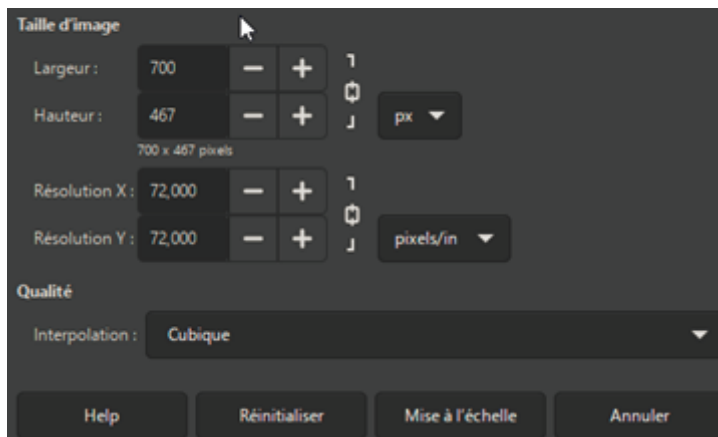 Taille d'image
Largeur : 700
Hauteur : 467 px
700 x 467 pixels
Résolution X : 72,000
Résolution Y : 72,000 pixels/in
Qualité
Interpolation : Cubique
Help Réinitialiser Mise à l'échelle Annuler